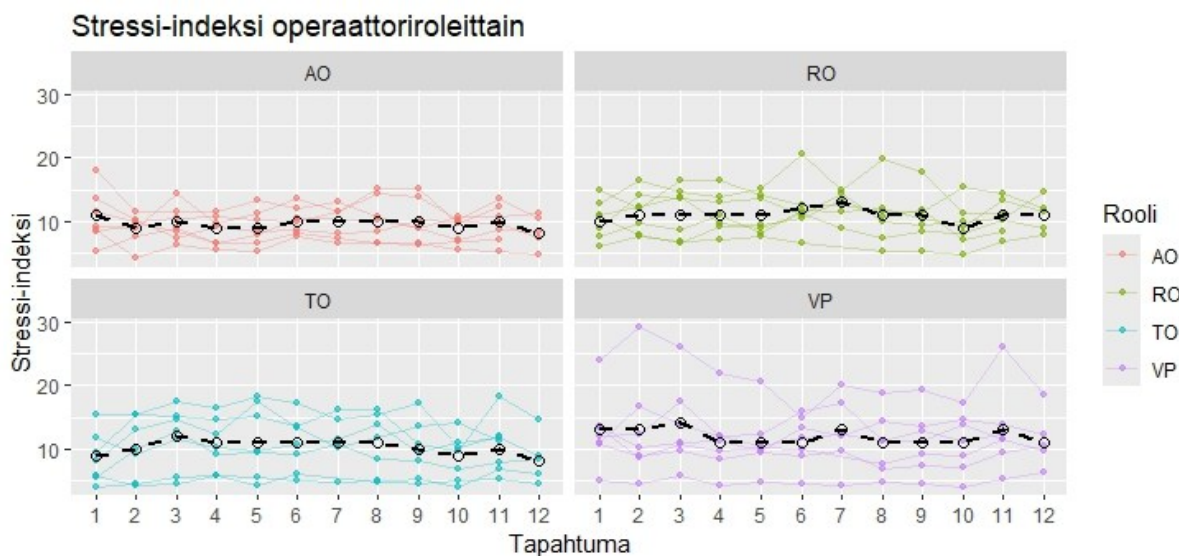 Stressi-indeksi operaattoriroleittain
AO
RO
30
20
10
TO
VP
30
20
10
1 2 3 4 5 6 7 8 9 10 11 12
1 2 3 4 5 6 7 8 9 10 11 12
Stressi-indeksi
Tapahtuma
Rooli
AO
RO
TO
VP